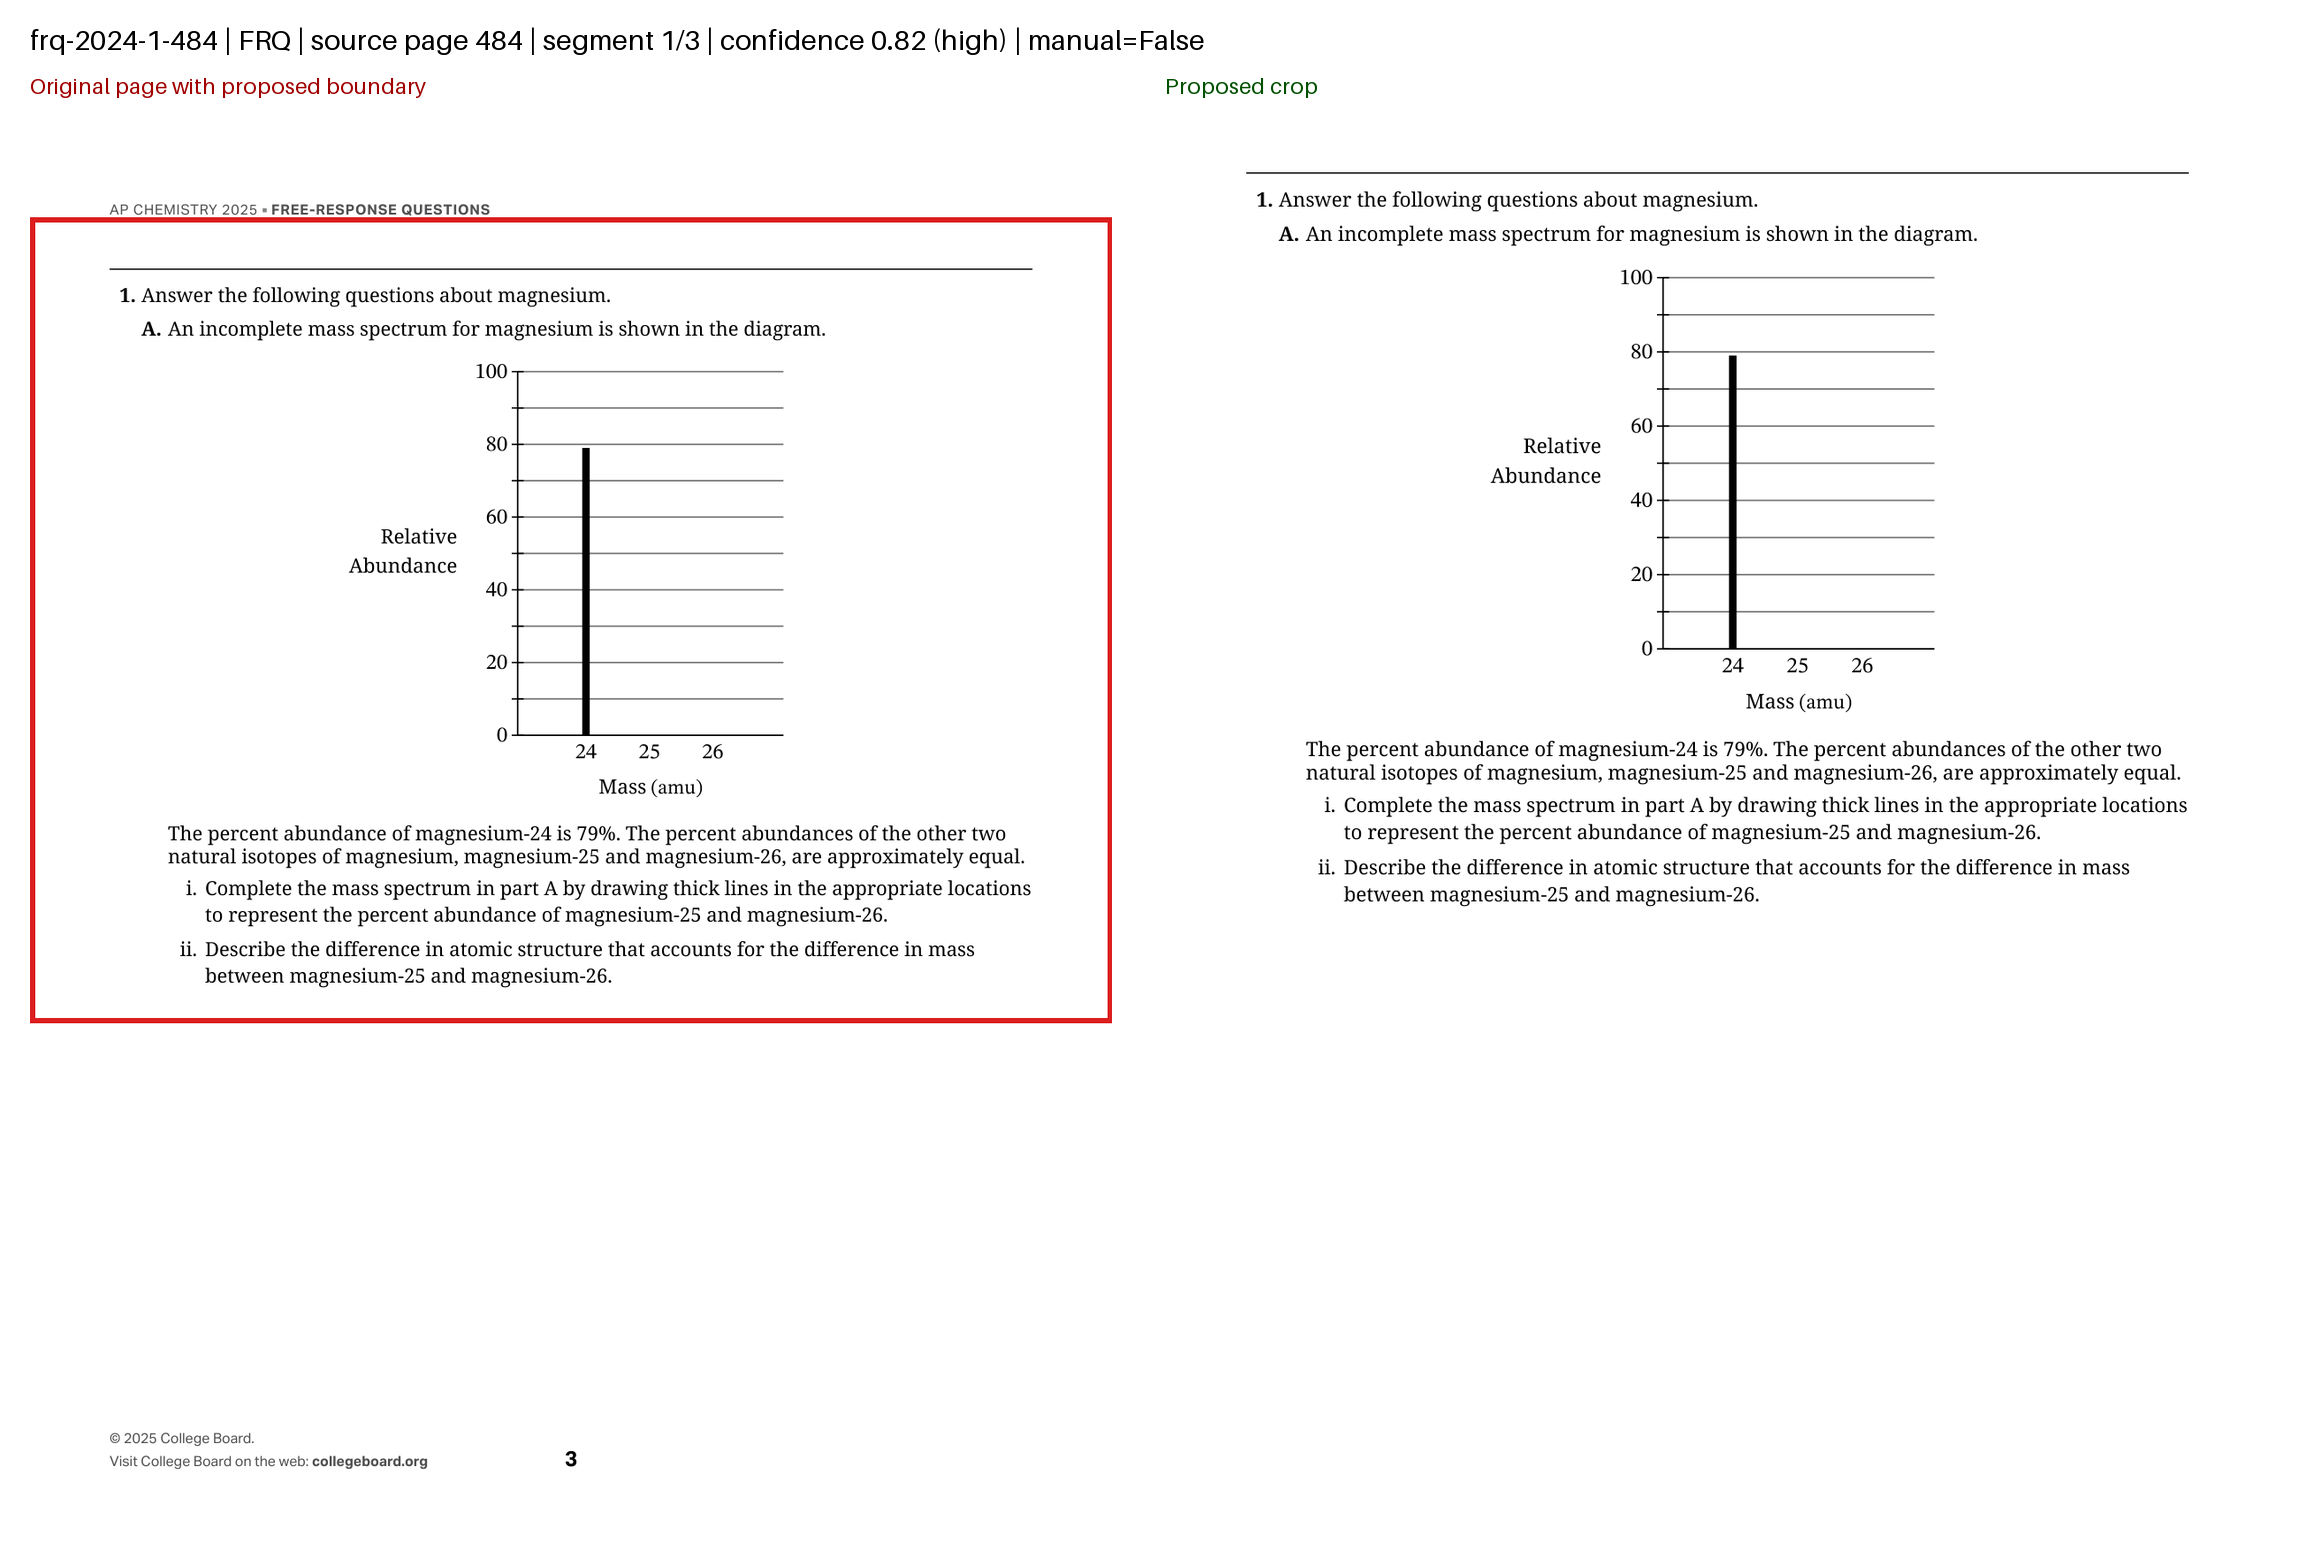 frq-2024-1-484 | FRQ | source page 484 | segment 1/3 | confidence 0.82 (high) | manual=False
Original page with proposed boundary
Proposed crop
AP CHEMISTRY 2025 ▪ FREE-RESPONSE QUESTIONS
1. Answer the following questions about magnesium.
A. An incomplete mass spectrum for magnesium is shown in the diagram.
100
80
60
Relative
Abundance
40
20
0
24 25 26
Mass (amu)
The percent abundance of magnesium-24 is 79%. The percent abundances of the other two
natural isotopes of magnesium, magnesium-25 and magnesium-26, are approximately equal.
i. Complete the mass spectrum in part A by drawing thick lines in the appropriate locations
to represent the percent abundance of magnesium-25 and magnesium-26.
ii. Describe the difference in atomic structure that accounts for the difference in mass
between magnesium-25 and magnesium-26.
© 2025 College Board.
Visit College Board on the web: collegeboard.org
3
1. Answer the following questions about magnesium.
A. An incomplete mass spectrum for magnesium is shown in the diagram.
100
80
60
Relative
Abundance
40
20
0
24 25 26
Mass (amu)
The percent abundance of magnesium-24 is 79%. The percent abundances of the other two
natural isotopes of magnesium, magnesium-25 and magnesium-26, are approximately equal.
i. Complete the mass spectrum in part A by drawing thick lines in the appropriate locations
to represent the percent abundance of magnesium-25 and magnesium-26.
ii. Describe the difference in atomic structure that accounts for the difference in mass
between magnesium-25 and magnesium-26.